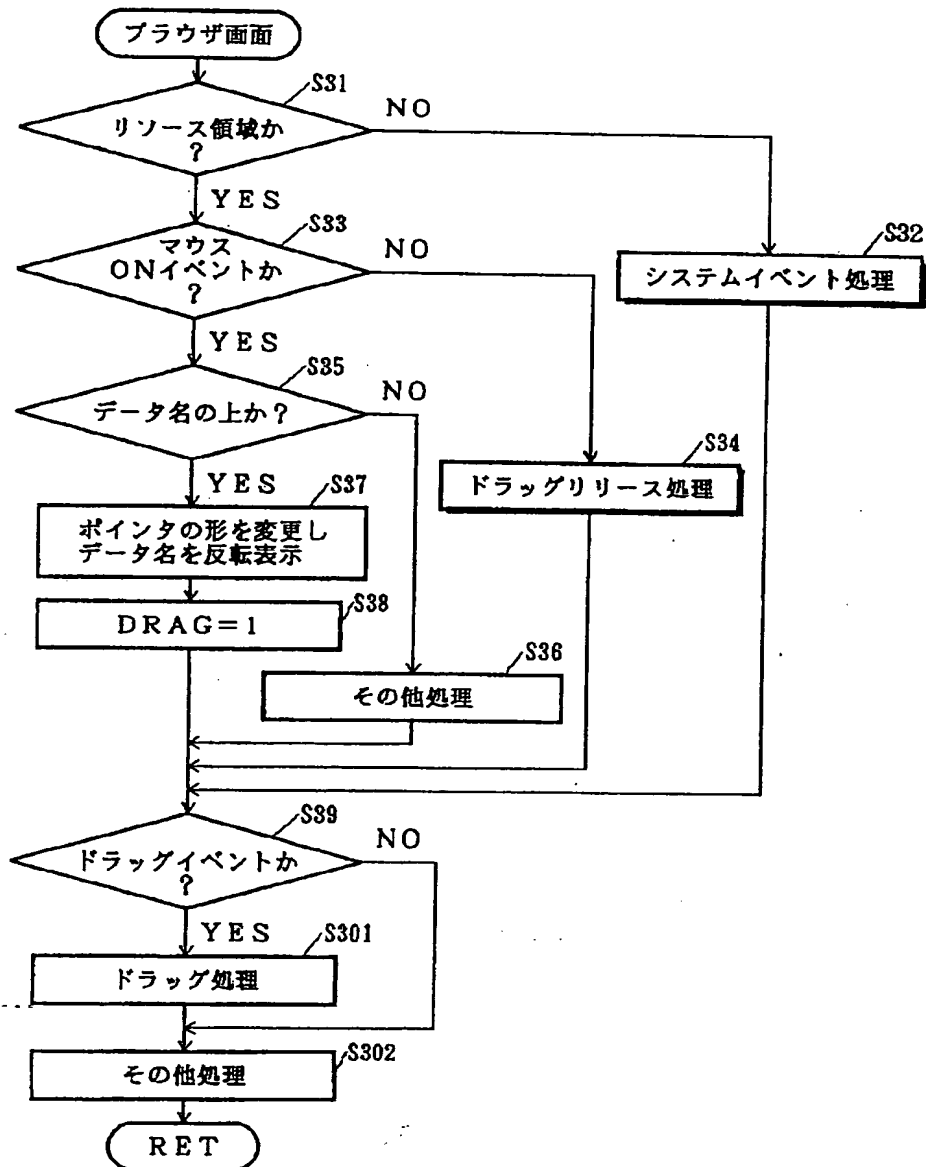 ブラウザ画面
S31
リソース領域か
?
NO
YES
S33
マウス
ONイベントか
?
NO
S32
システムイベント処理
YES
S35
データ名の上か?
NO
S34
ドラッグリリース処理
YES
S37
ポインタの形を変更し
データ名を反転表示
S38
DRAG=1
S36
その他処理
S39
ドラッグイベントか
?
NO
YES
S301
ドラッグ処理
S302
その他処理
RET